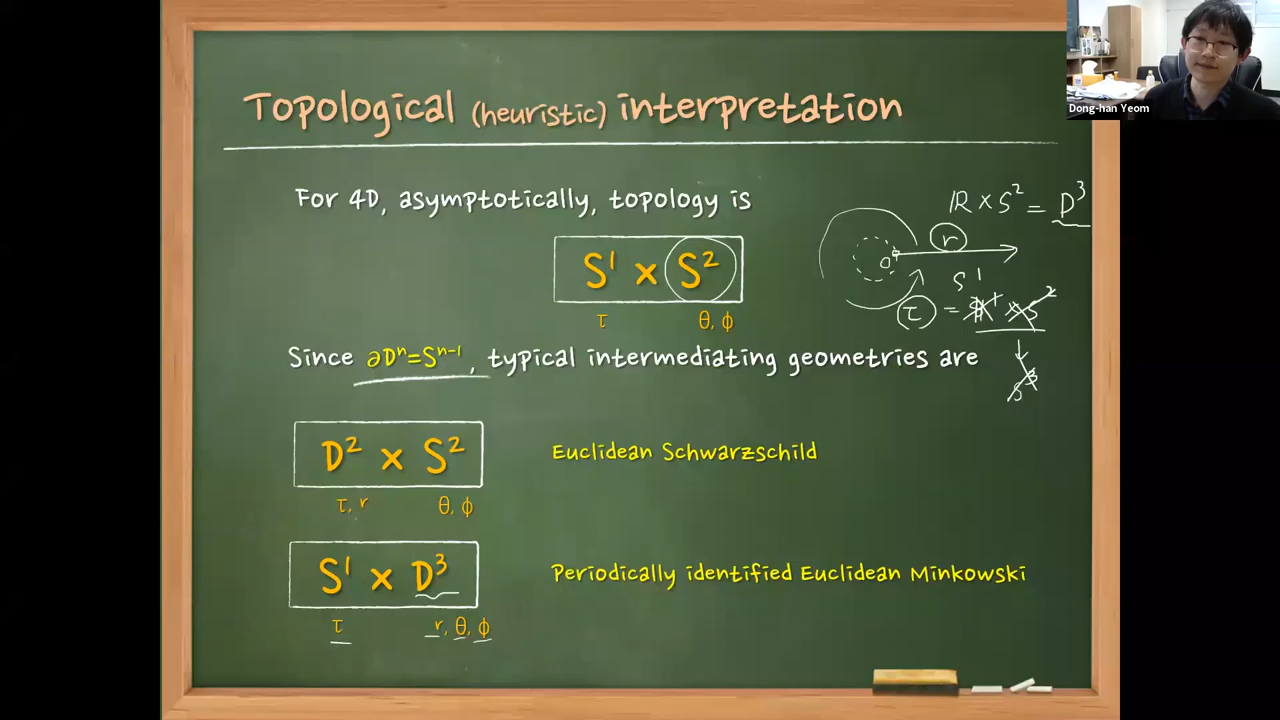 Dong-han Yeom
Topological (heuristic) interpretation
For 4D, asymptotically, topology is
S¹ × S²
τ θ, φ
Since ∂Dⁿ=Sⁿ⁻¹, typical intermediating geometries are
D² × S² Euclidean Schwarzschild
τ, r θ, φ
S¹ × D³ Periodically identified Euclidean Minkowski
τ r, θ, φ
ℝ × S² = D³
r
S¹
τ =